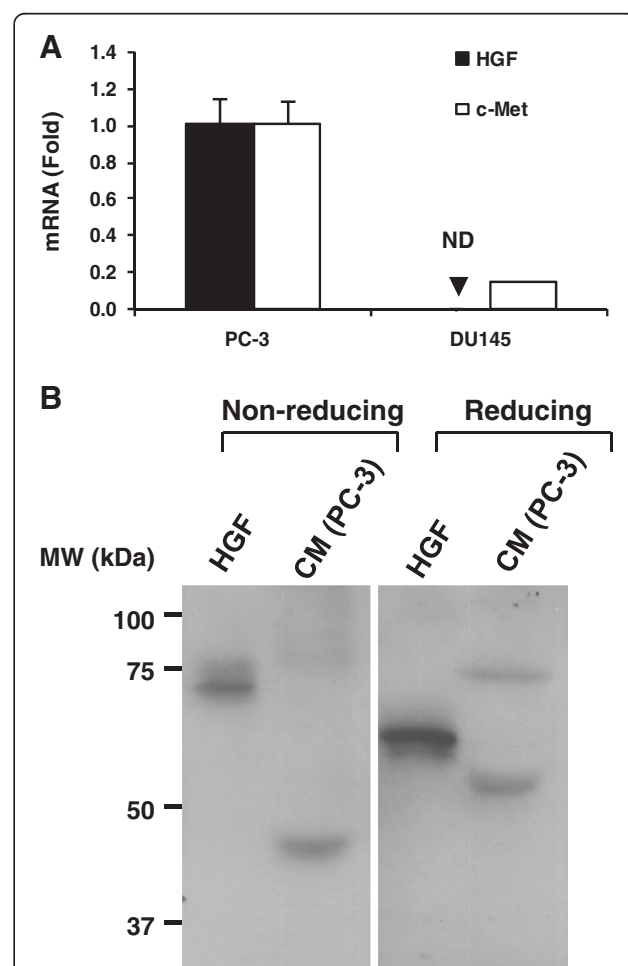 A
1.4
1.2
1.0
0.8
0.6
0.4
0.2
0.0
mRNA (Fold)
HGF
c-Met
ND
PC-3
DU145
B
Non-reducing
Reducing
MW (kDa)
HGF
CM (PC-3)
HGF
CM (PC-3)
100
75
50
37